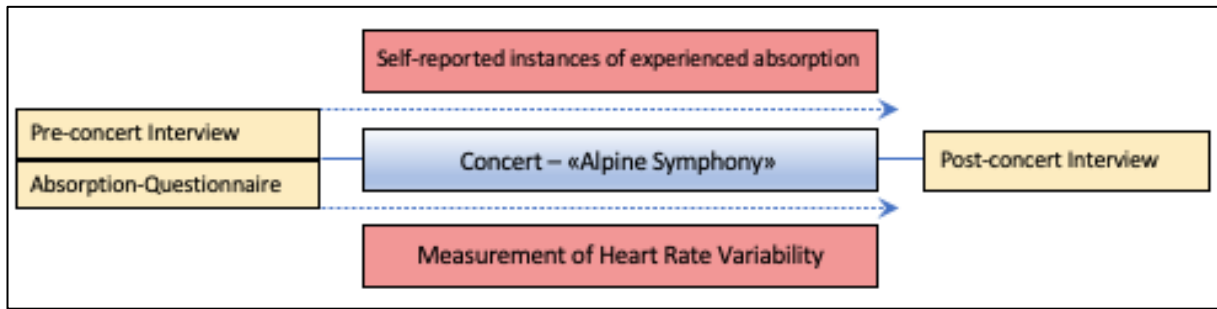 Self-reported instances of experienced absorption
Pre-concert Interview
Absorption-Questionnaire
Concert – «Alpine Symphony»
Post-concert Interview
Measurement of Heart Rate Variability